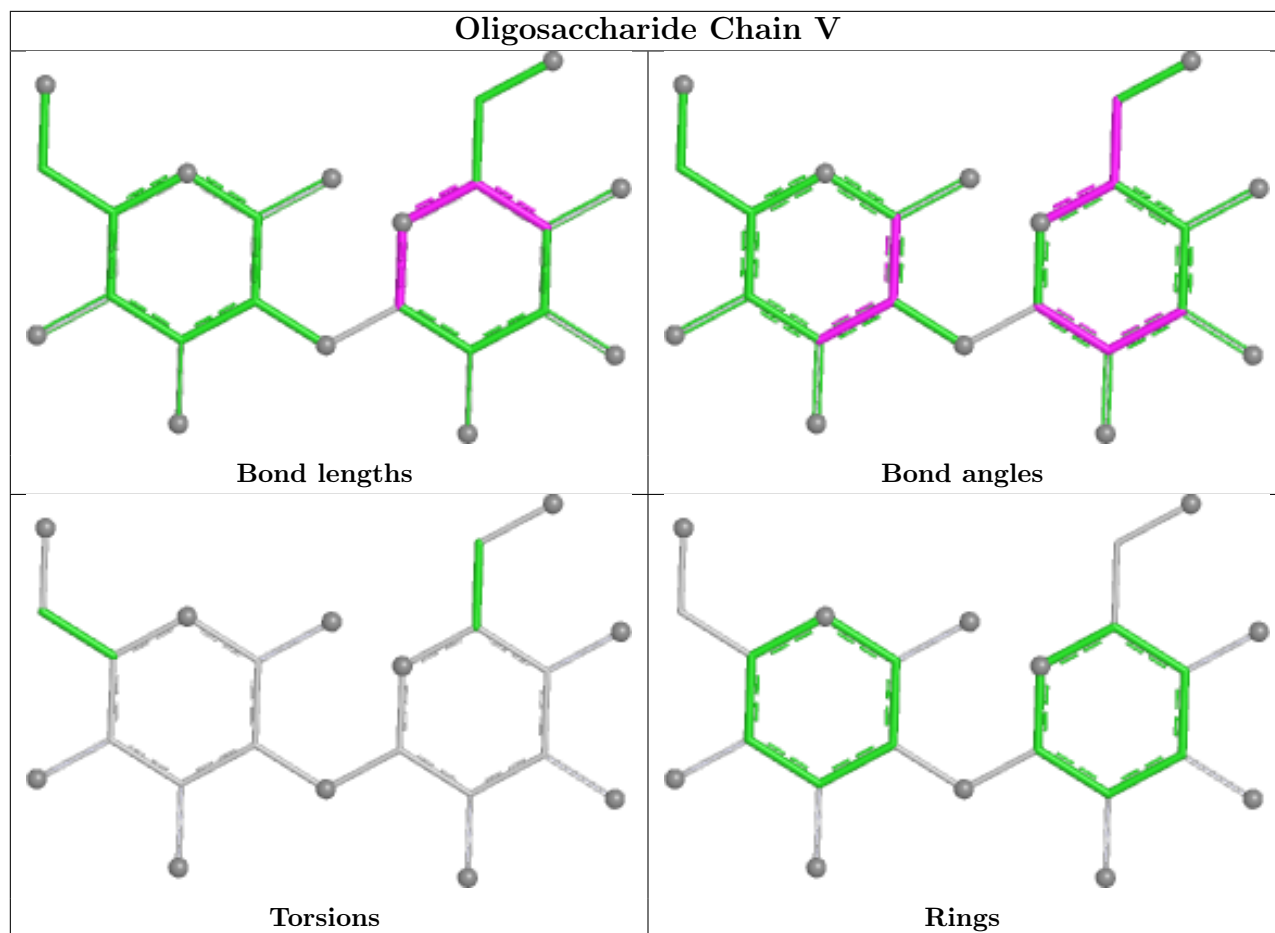 Oligosaccharide Chain V
Bond lengths
Bond angles
Torsions
Rings